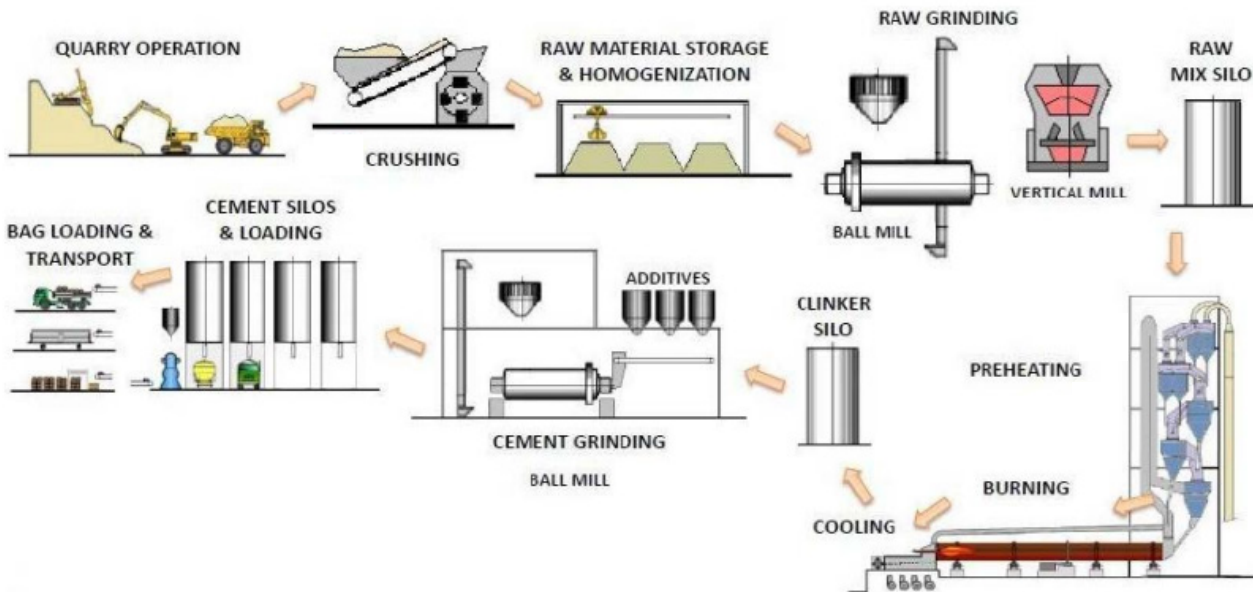 QUARRY OPERATION
CRUSHING
RAW MATERIAL STORAGE
& HOMOGENIZATION
RAW GRINDING
BALL MILL
VERTICAL MILL
RAW
MIX SILO
PREHEATING
BURNING
COOLING
CLINKER
SILO
ADDITIVES
CEMENT GRINDING
BALL MILL
CEMENT SILOS
& LOADING
BAG LOADING &
TRANSPORT